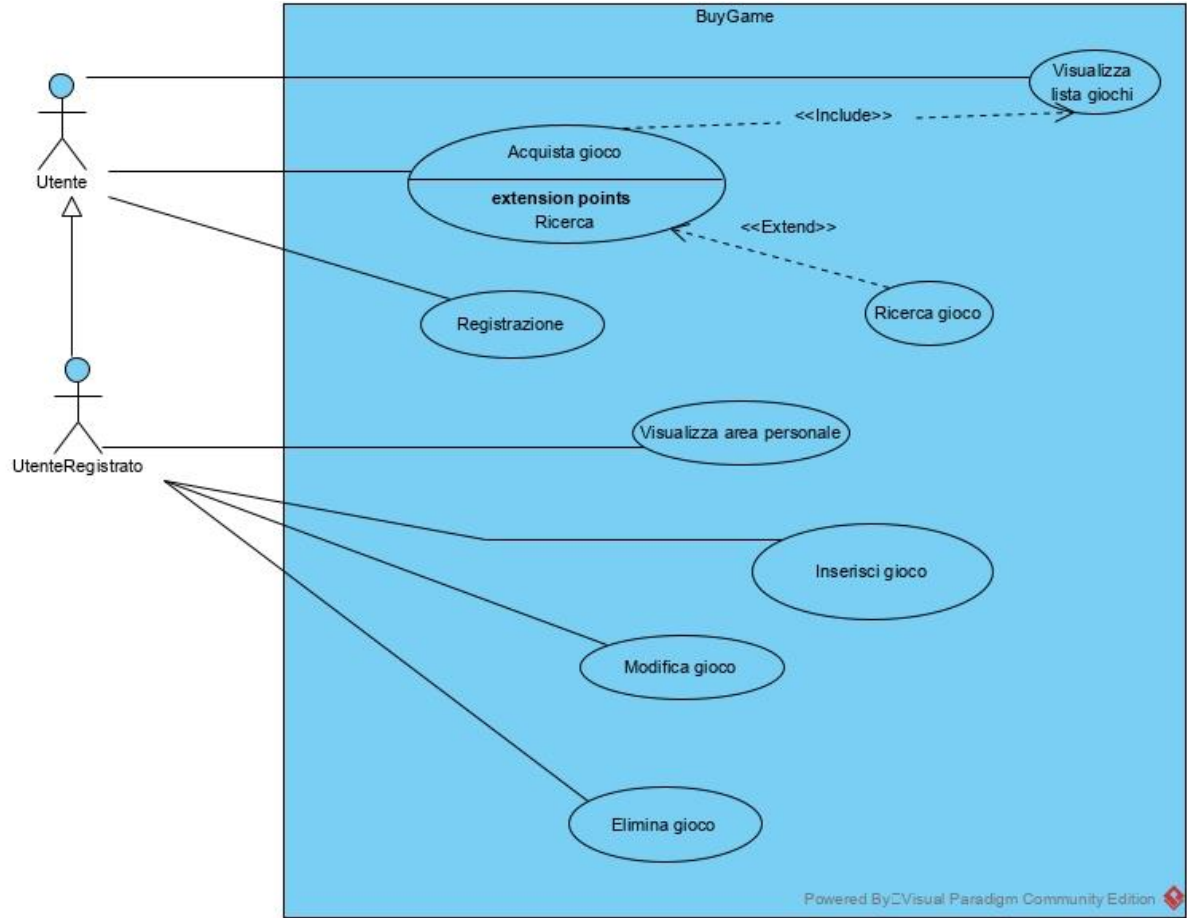 BuyGame
Visualizza
lista giochi
<<Include>>
Acquista gioco
extension points
Ricerca
Utente
<<Extend>>
Ricerca gioco
Registrazione
Visualizza area personale
UtenteRegistrato
Inserisci gioco
Modifica gioco
Elimina gioco
Powered By Visual Paradigm Community Edition